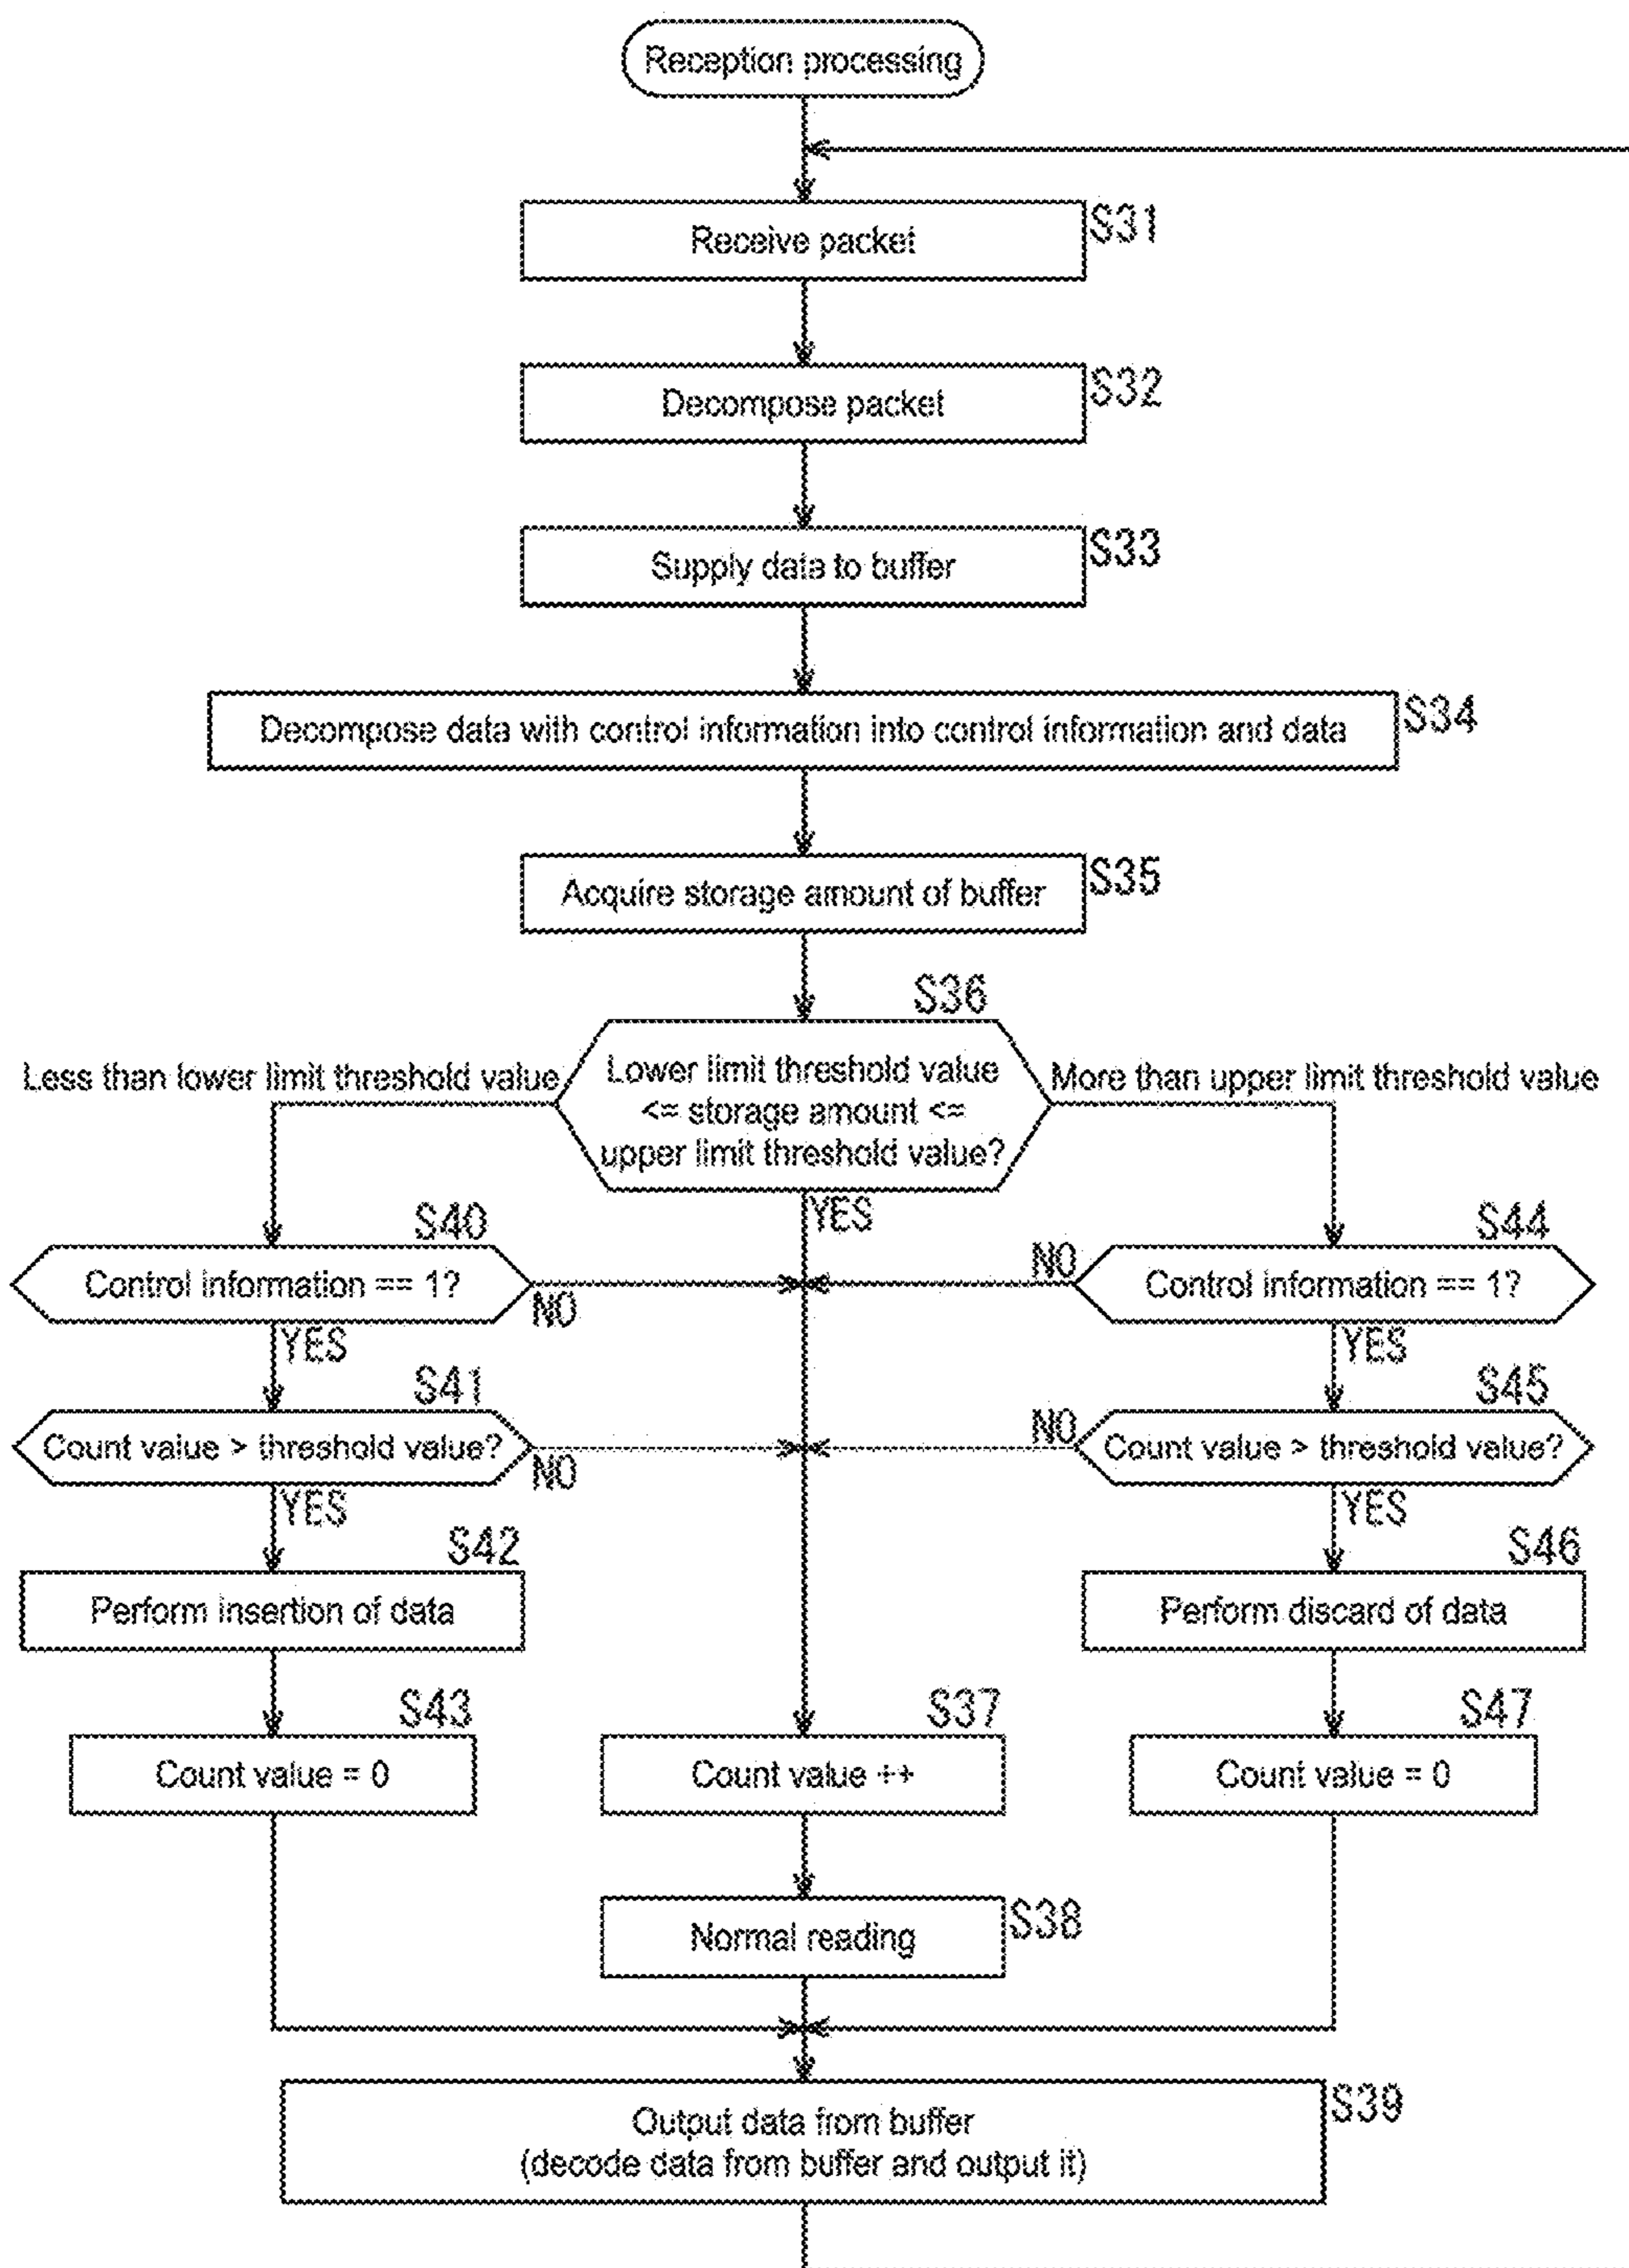 Reception processing
S31
Receive packet
S32
Decompose packet
S33
Supply data to buffer
S34
Decompose data with control information into control information and data
S35
Acquire storage amount of buffer
S36
Less than lower limit threshold value
Lower limit threshold value
<= storage amount <=
upper limit threshold value?
More than upper limit threshold value
YES
S40
Control information == 1?
NO
YES
S44
NO
Control information == 1?
YES
S41
Count value > threshold value?
NO
YES
S45
NO
Count value > threshold value?
YES
S42
Perform insertion of data
S46
Perform discard of data
S43
Count value = 0
S37
Count value ++
S47
Count value = 0
S38
Normal reading
S39
Output data from buffer
(decode data from buffer and output it)